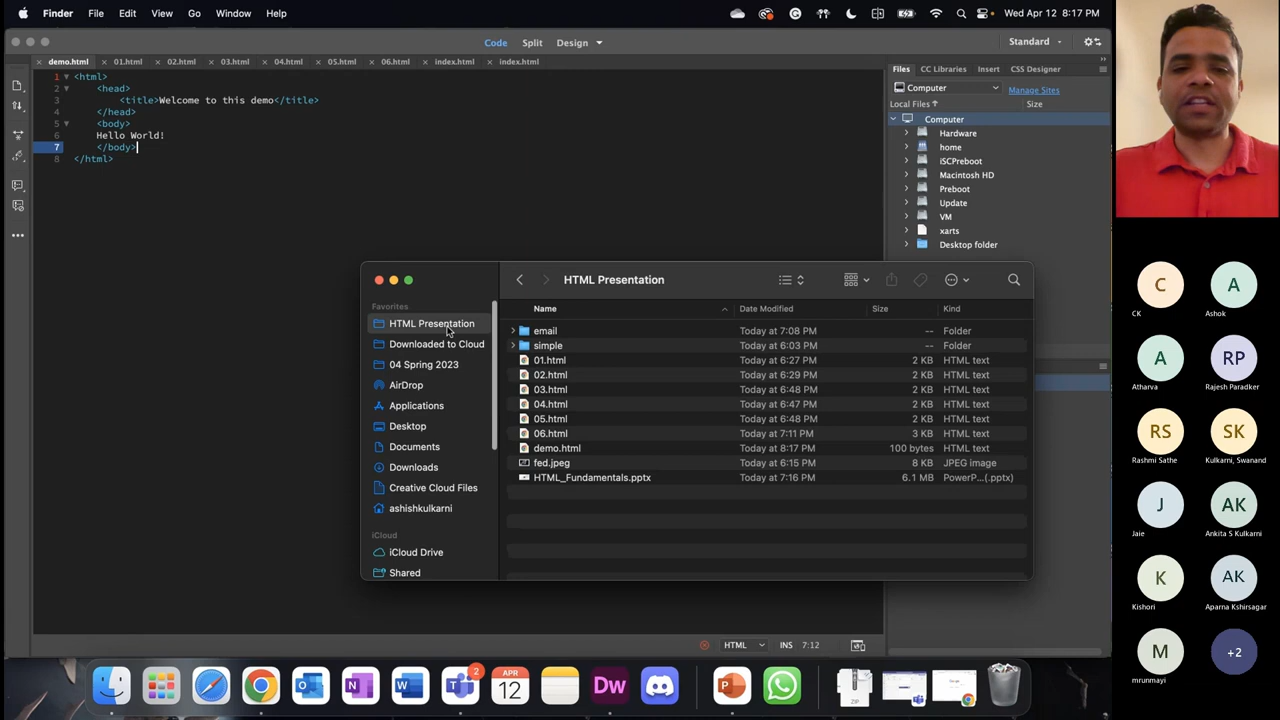 Finder File Edit View Go Window Help Wed Apr 12 8:17 PM
Code Split Design Standard
demo.html 01.html 02.html 03.html 04.html 05.html 06.html index.html index.html
1 <html>
2 <head>
3 <title>Welcome to this demo</title>
4 </head>
5 <body>
6 Hello World!
7 </body>
8 </html>
Files CC Libraries Insert CSS Designer
Computer Manage Sites
Local Files Size
Computer
Hardware
home
iSCPreboot
Macintosh HD
Preboot
Update
VM
xarts
Desktop folder
HTML Presentation
Favorites
HTML Presentation
Downloaded to Cloud
04 Spring 2023
AirDrop
Applications
Desktop
Documents
Downloads
Creative Cloud Files
ashishkulkarni
iCloud
iCloud Drive
Shared
Name Date Modified Size Kind
email Today at 7:08 PM -- Folder
simple Today at 6:03 PM -- Folder
01.html Today at 6:27 PM 2 KB HTML text
02.html Today at 6:29 PM 2 KB HTML text
03.html Today at 6:48 PM 2 KB HTML text
04.html Today at 6:47 PM 2 KB HTML text
05.html Today at 6:48 PM 2 KB HTML text
06.html Today at 7:11 PM 3 KB HTML text
demo.html Today at 8:17 PM 100 bytes HTML text
fed.jpeg Today at 6:15 PM 8 KB JPEG image
HTML_Fundamentals.pptx Today at 7:16 PM 6.1 MB PowerP...(.pptx)
HTML INS 7:12
2
APR
12
Dw
ZIP
C A
CK Ashok
A RP
Atharva Rajesh Paradker
RS SK
Rashmi Sathe Kulkarni, Swanand
J AK
Jaie Ankita S Kulkarni
K AK
Kishori Aparna Kshirsagar
M +2
mrunmayi